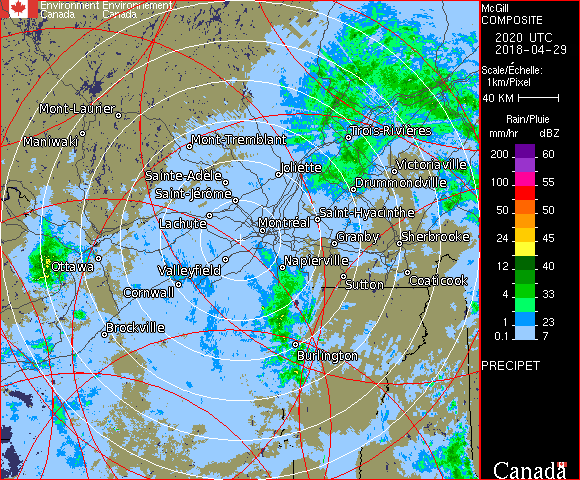 Environment Environnement
Canada Canada
McGill
COMPOSITE
2020 UTC
2018-04-29
Scale/Échelle:
1km/Pixel
40 KM
Rain/Pluie
mm/hr dBZ
200 60
100 55
50 50
24 45
12 40
4 33
1 23
0.1 7
PRECIPET
Mont-Laurier
Maniwaki
Mont-Tremblant
Trois-Rivières
Joliette
Victoriaville
Sainte-Adèle
Drummondville
Saint-Jérôme
Lachute
Montréal
Saint-Hyacinthe
Granby
Sherbrooke
Ottawa
Valleyfield
Napierville
Cornwall
Sutton
Coaticook
Brockville
Burlington
Canada